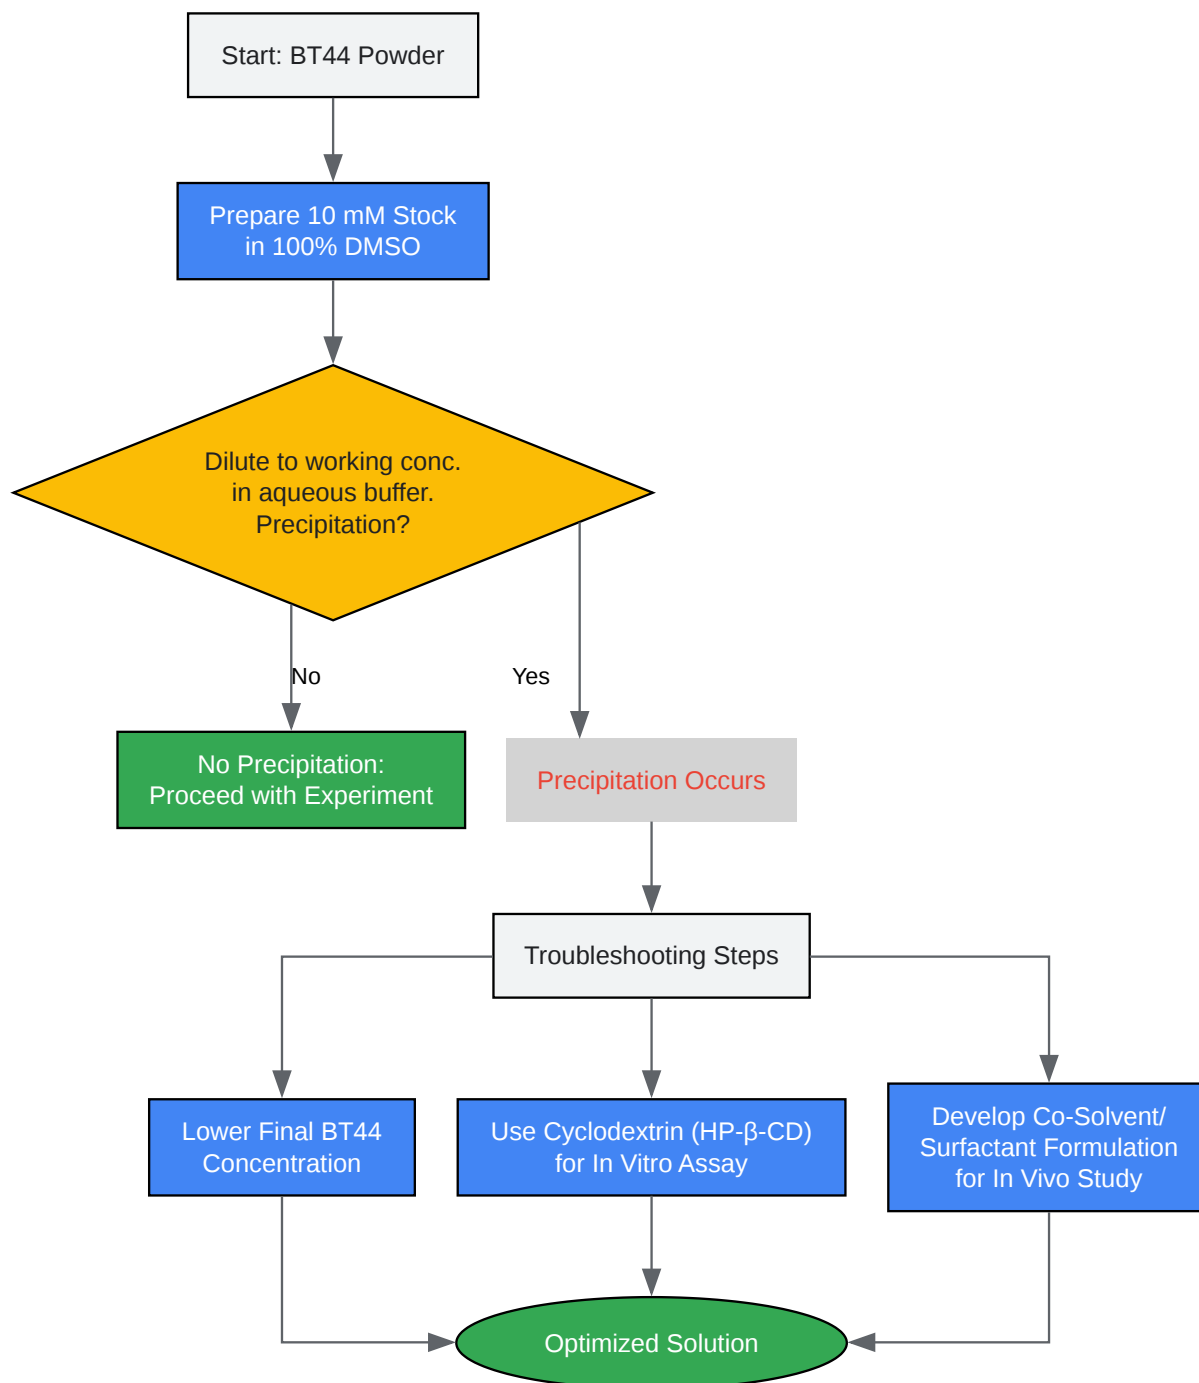 Start: BT44 Powder
Prepare 10 mM Stock
in 100% DMSO
Dilute to working conc.
in aqueous buffer.
Precipitation?
No
Yes
No Precipitation:
Proceed with Experiment
Precipitation Occurs
Troubleshooting Steps
Lower Final BT44
Concentration
Use Cyclodextrin (HP-β-CD)
for In Vitro Assay
Develop Co-Solvent/
Surfactant Formulation
for In Vivo Study
Optimized Solution